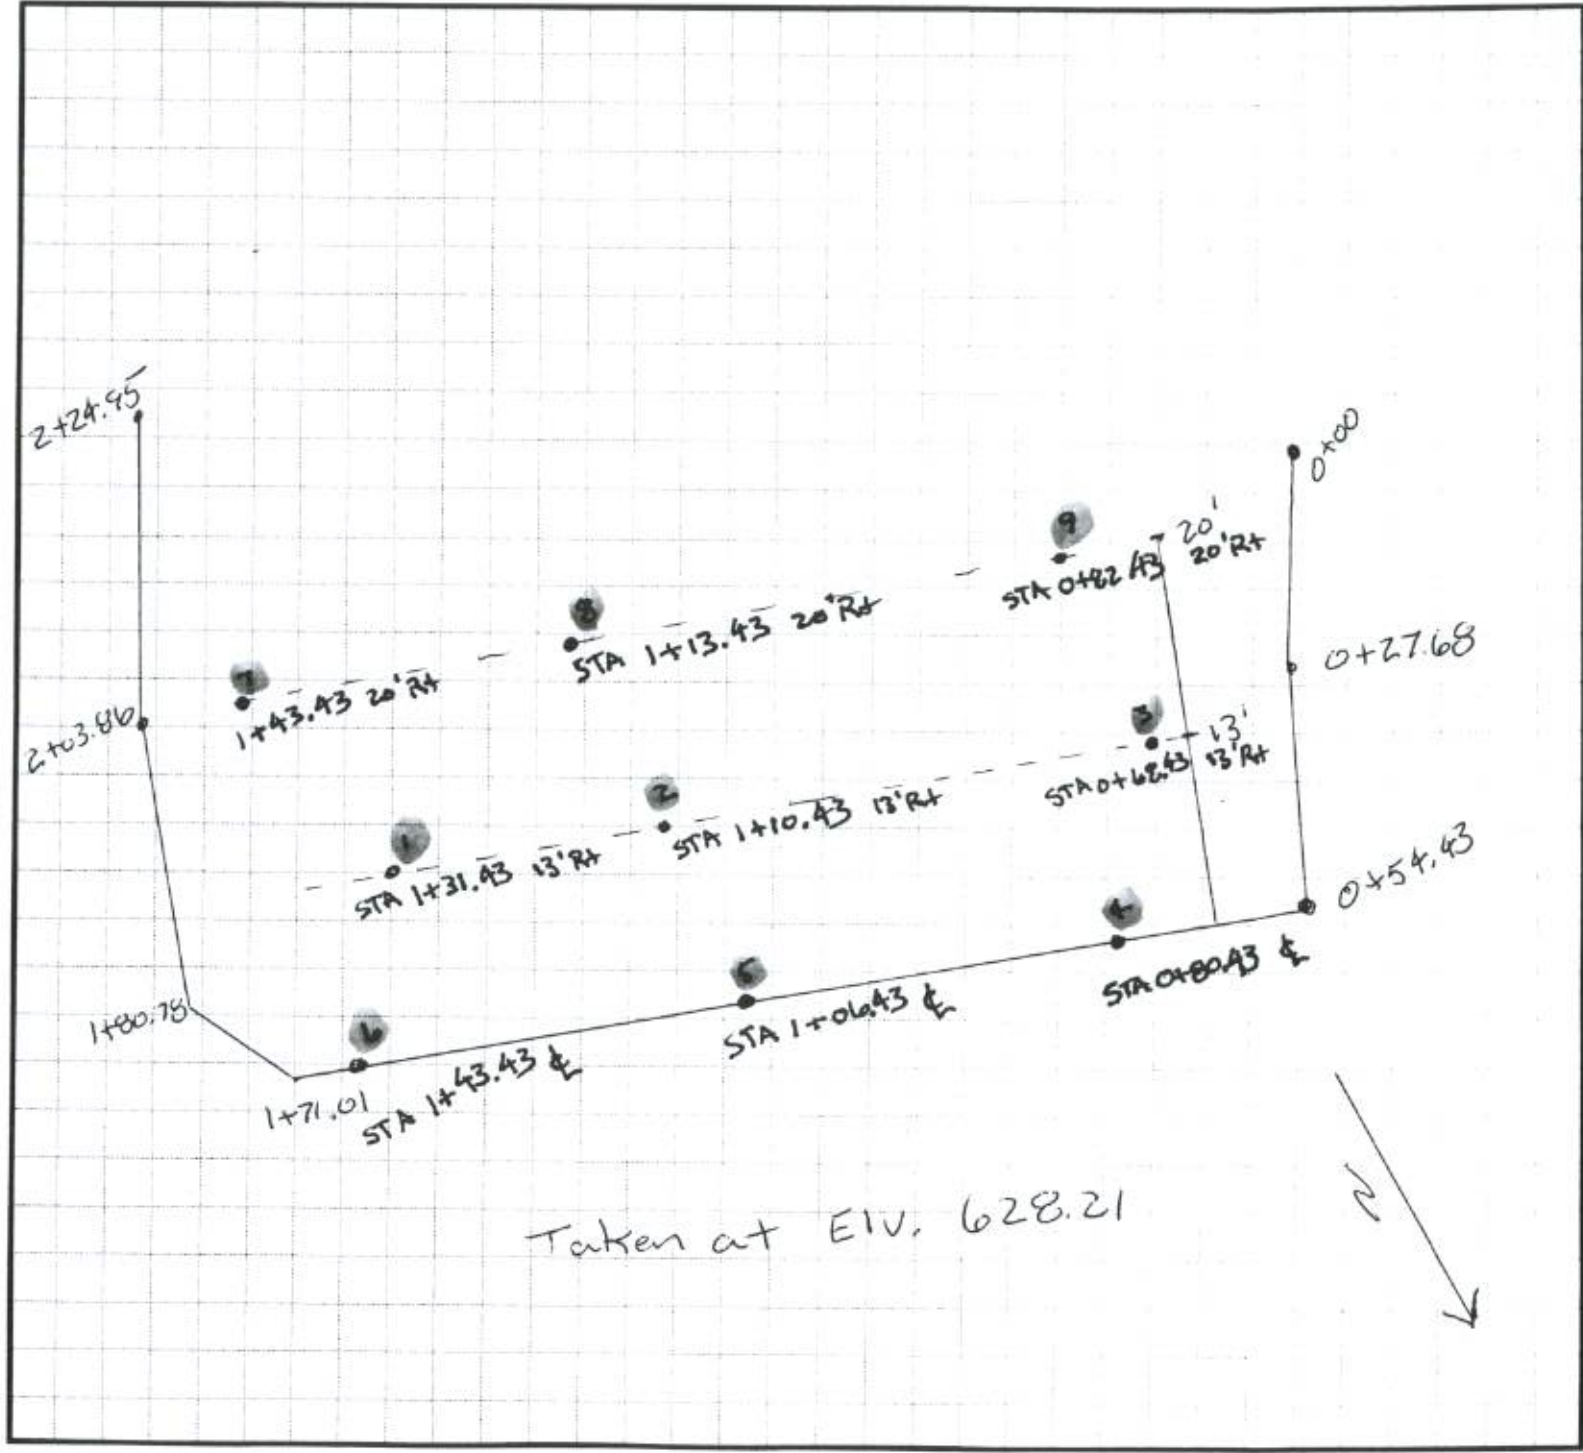 2+24.95
0+00
9
20'
STA 0+82.43 20'Rt
8
STA 1+13.43 20'Rt
0+27.68
7
1+43.43 20'Rt
2+03.86
3
13'
STA 0+68.43 13'Rt
2
STA 1+10.43 13'Rt
1
STA 1+31.43 13'Rt
0+54.43
4
STA 0+80.43 ℄
5
STA 1+06.43 ℄
1+80.78
6
STA 1+43.43 ℄
1+71.01
Taken at Elv. 628.21
N